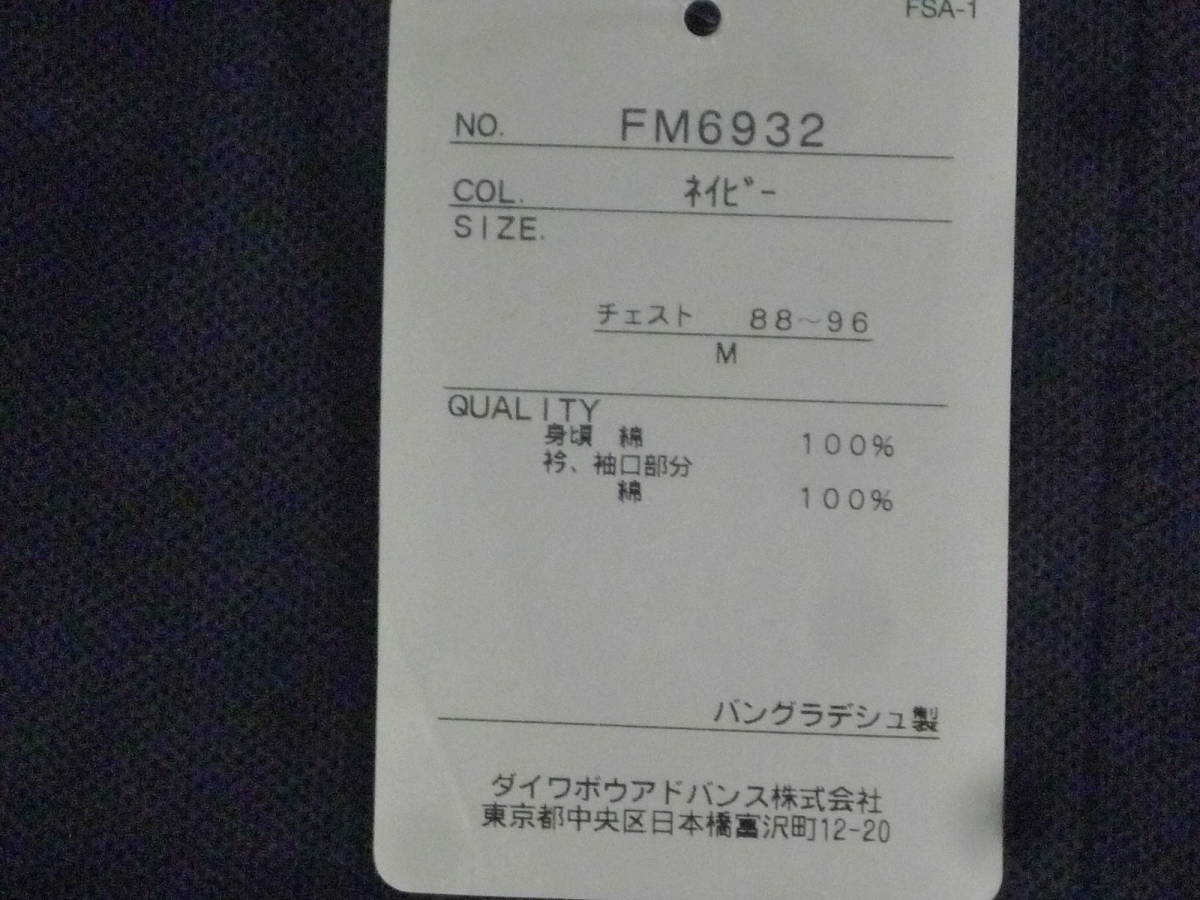 FSA-1
NO. FM6932
COL. ﾈｲﾋﾞｰ
SIZE.
チェスト 88~96
M
QUALITY
身頃 綿 100%
衿、袖口部分
綿 100%
バングラデシュ製
ダイワボウアドバンス株式会社
東京都中央区日本橋富沢町12-20